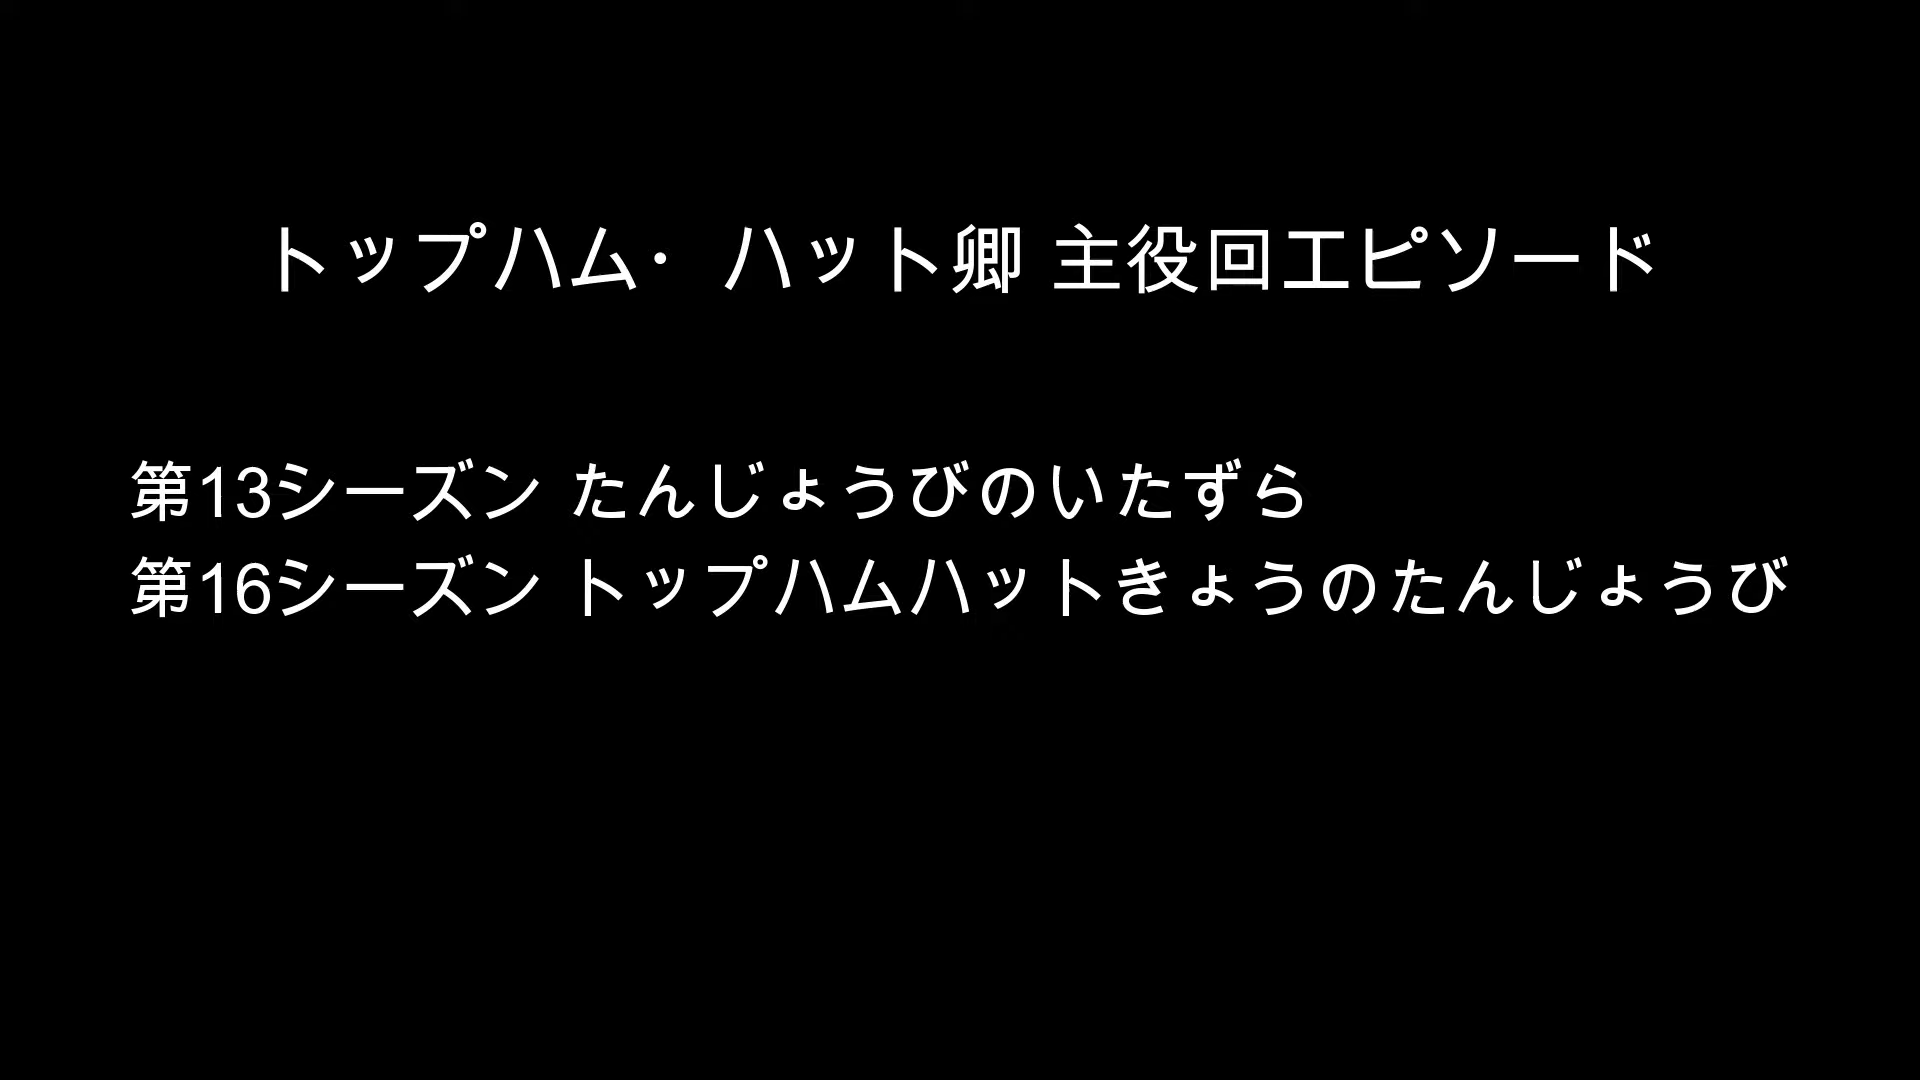 トップハム・ハット卿 主役回エピソード
第13シーズン たんじょうびのいたずら
第16シーズン トップハムハットきょうのたんじょうび